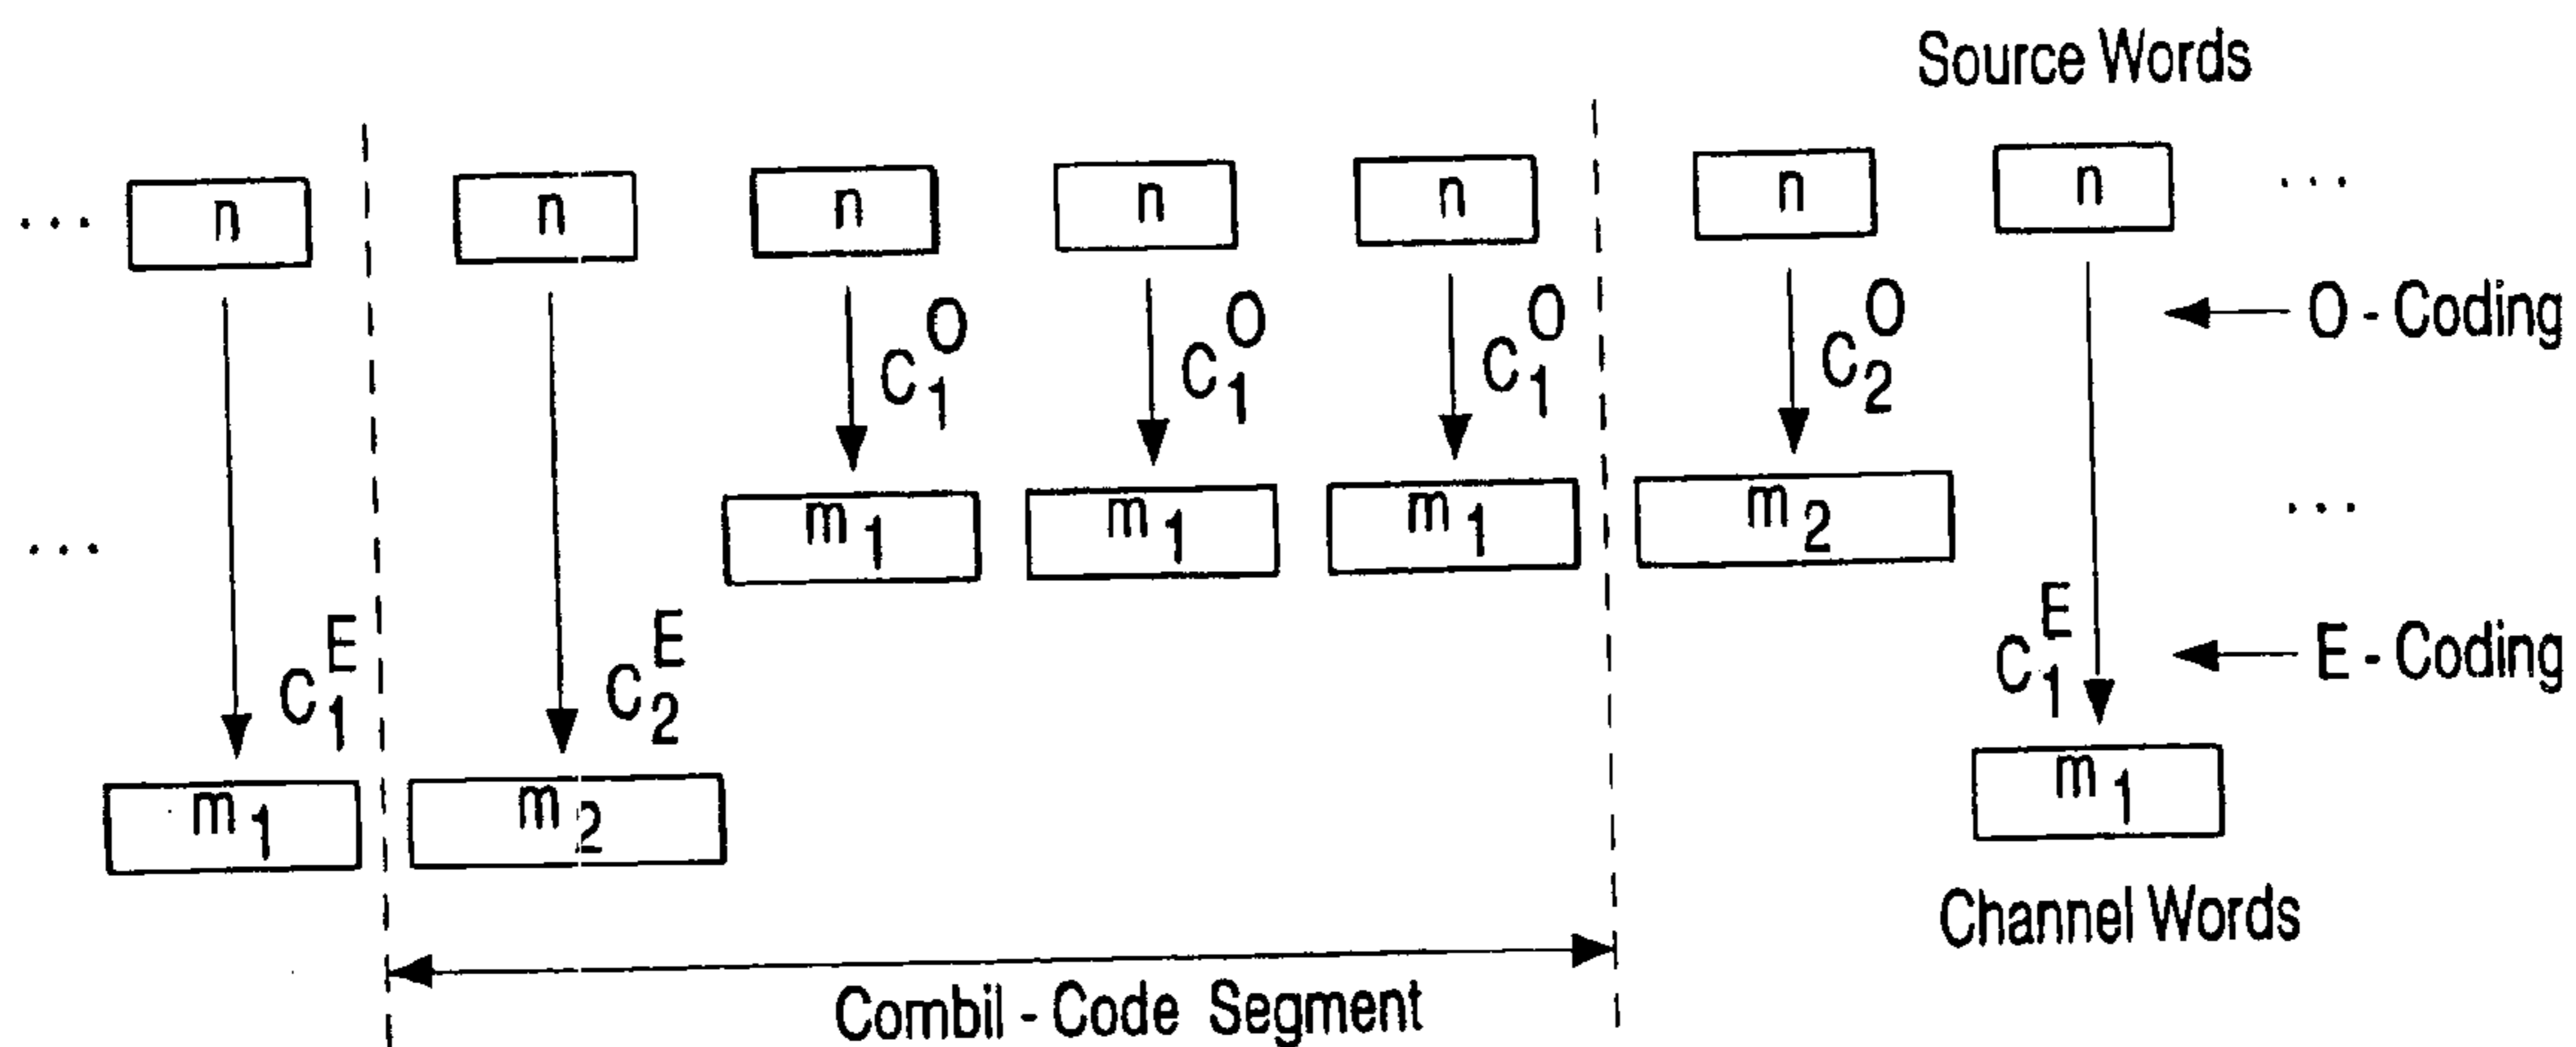 Source Words
... n n n n n n n ...
C₁ᴼ C₁ᴼ C₁ᴼ C₂ᴼ ← O - Coding
... m₁ m₁ m₁ m₂ ...
C₁ᴱ C₂ᴱ C₁ᴱ ← E - Coding
m₁ m₂ m₁
Channel Words
Combil - Code Segment